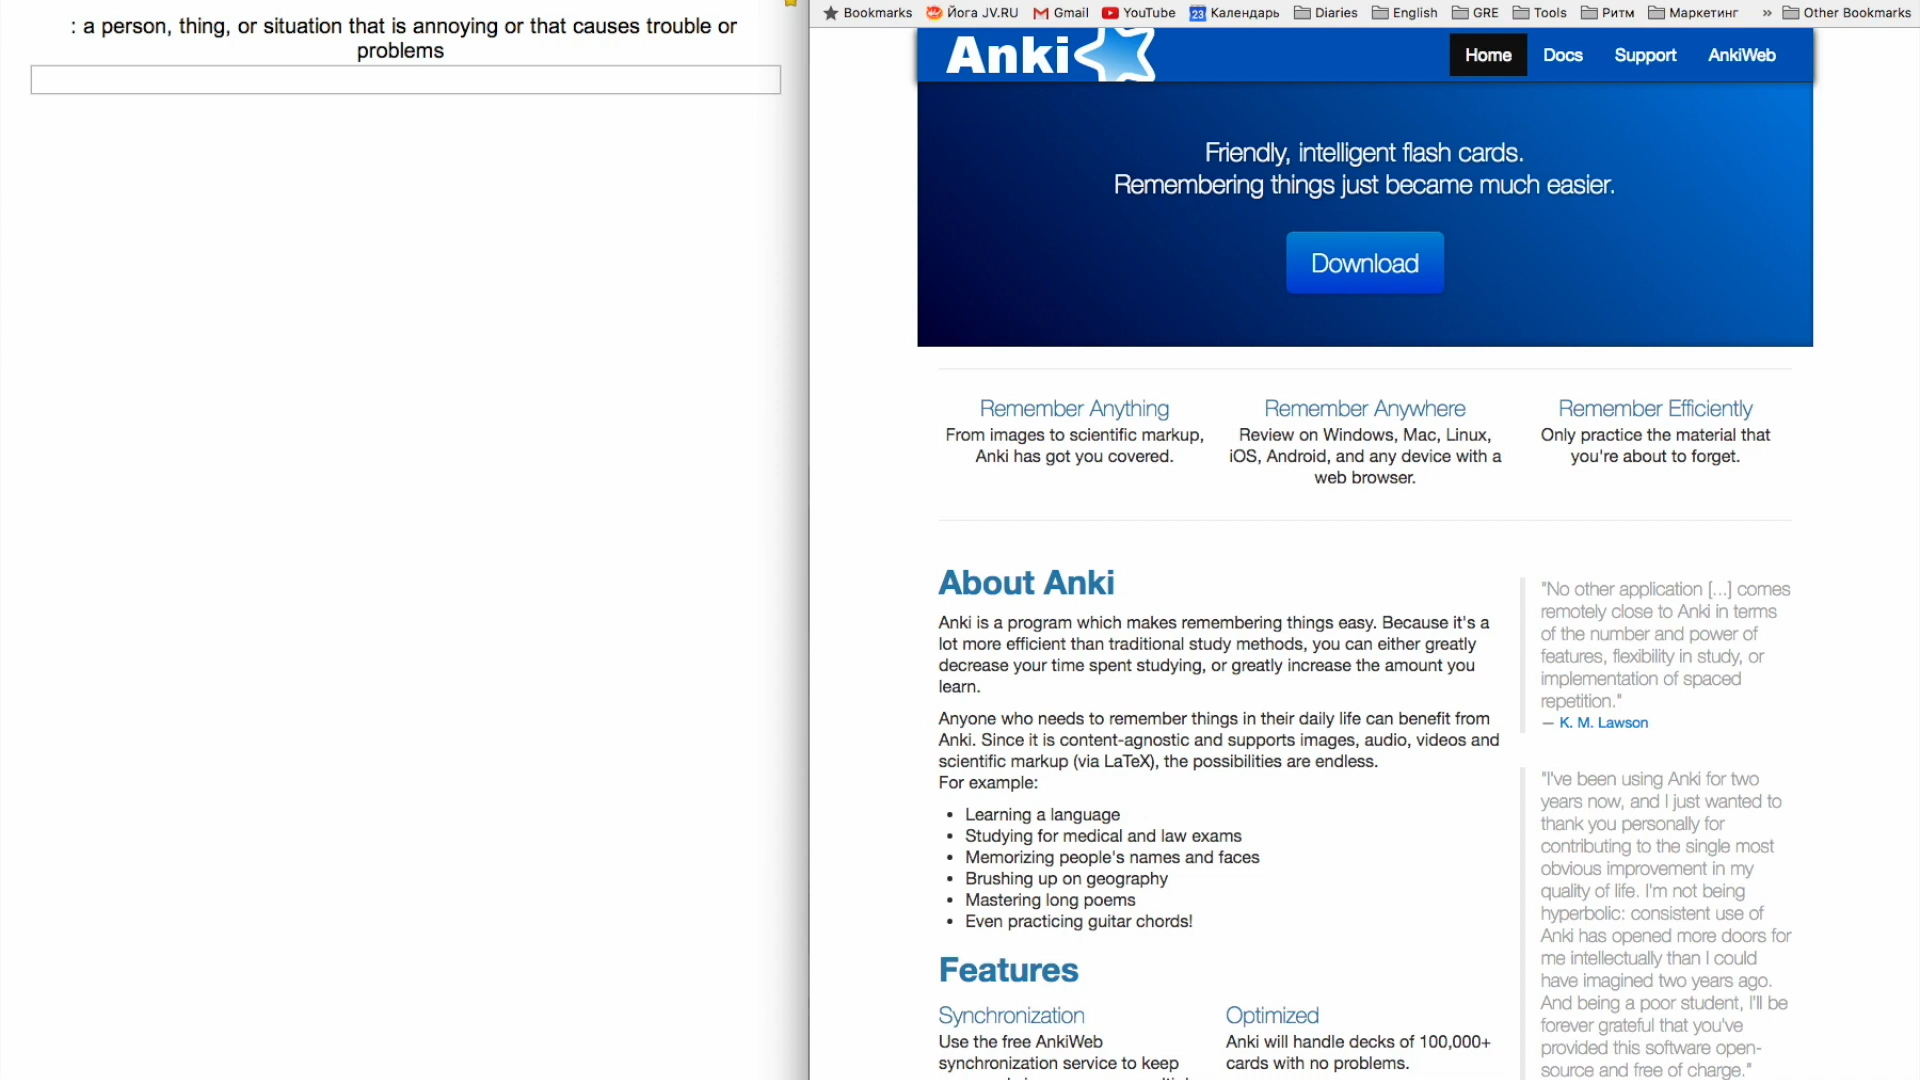 : a person, thing, or situation that is annoying or that causes trouble or
problems
Bookmarks Йога JV.RU Gmail YouTube 23 Календарь Diaries English GRE Tools Ритм Маркетинг » Other Bookmarks
Anki
Home Docs Support AnkiWeb
Friendly, intelligent flash cards.
Remembering things just became much easier.
Download
Remember Anything
From images to scientific markup,
Anki has got you covered.
Remember Anywhere
Review on Windows, Mac, Linux,
iOS, Android, and any device with a
web browser.
Remember Efficiently
Only practice the material that
you're about to forget.
About Anki
Anki is a program which makes remembering things easy. Because it's a
lot more efficient than traditional study methods, you can either greatly
decrease your time spent studying, or greatly increase the amount you
learn.
Anyone who needs to remember things in their daily life can benefit from
Anki. Since it is content-agnostic and supports images, audio, videos and
scientific markup (via LaTeX), the possibilities are endless.
For example:
• Learning a language
• Studying for medical and law exams
• Memorizing people's names and faces
• Brushing up on geography
• Mastering long poems
• Even practicing guitar chords!
Features
Synchronization
Use the free AnkiWeb
synchronization service to keep
Optimized
Anki will handle decks of 100,000+
cards with no problems.
"No other application [...] comes
remotely close to Anki in terms
of the number and power of
features, flexibility in study, or
implementation of spaced
repetition."
— K. M. Lawson
"I've been using Anki for two
years now, and I just wanted to
thank you personally for
contributing to the single most
obvious improvement in my
quality of life. I'm not being
hyperbolic: consistent use of
Anki has opened more doors for
me intellectually than I could
have imagined two years ago.
And being a poor student, I'll be
forever grateful that you've
provided this software open-
source and free of charge."